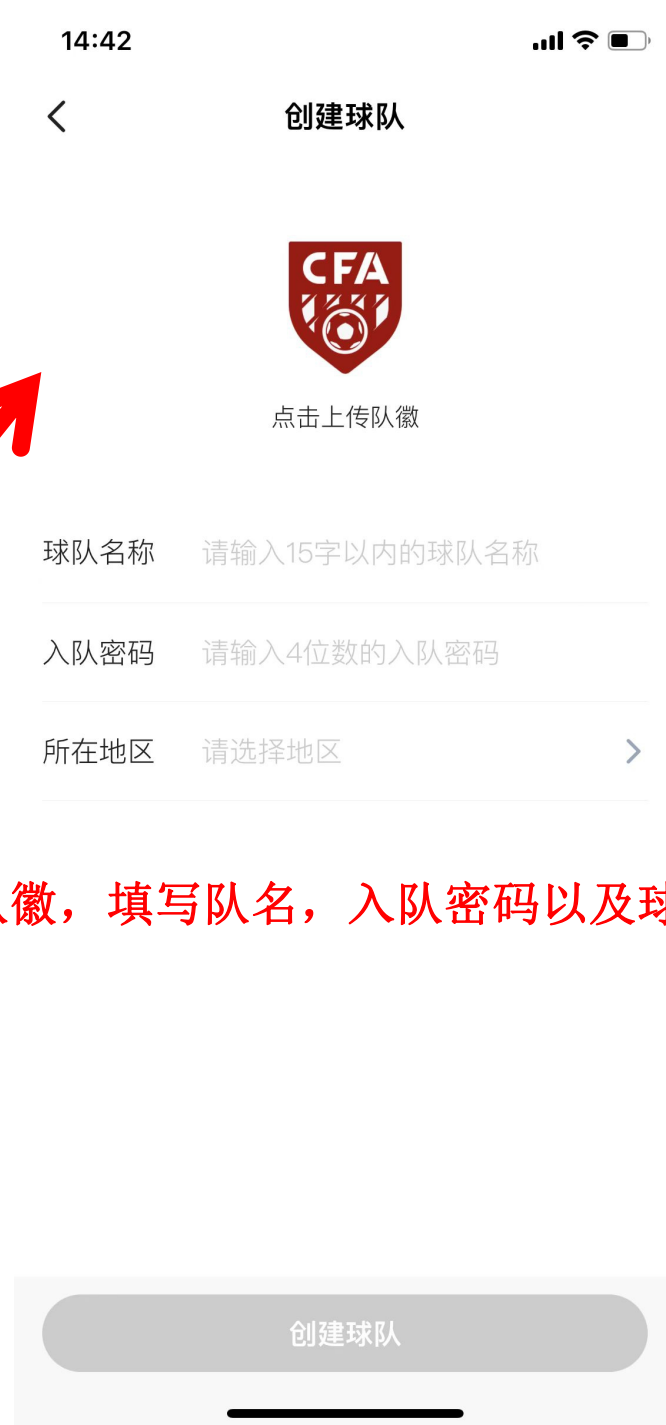 14:42
创建球队
CFA
点击上传队徽
球队名称 请输入15字以内的球队名称
入队密码 请输入4位数的入队密码
所在地区 请选择地区
徽，填写队名，入队密码以及球
创建球队